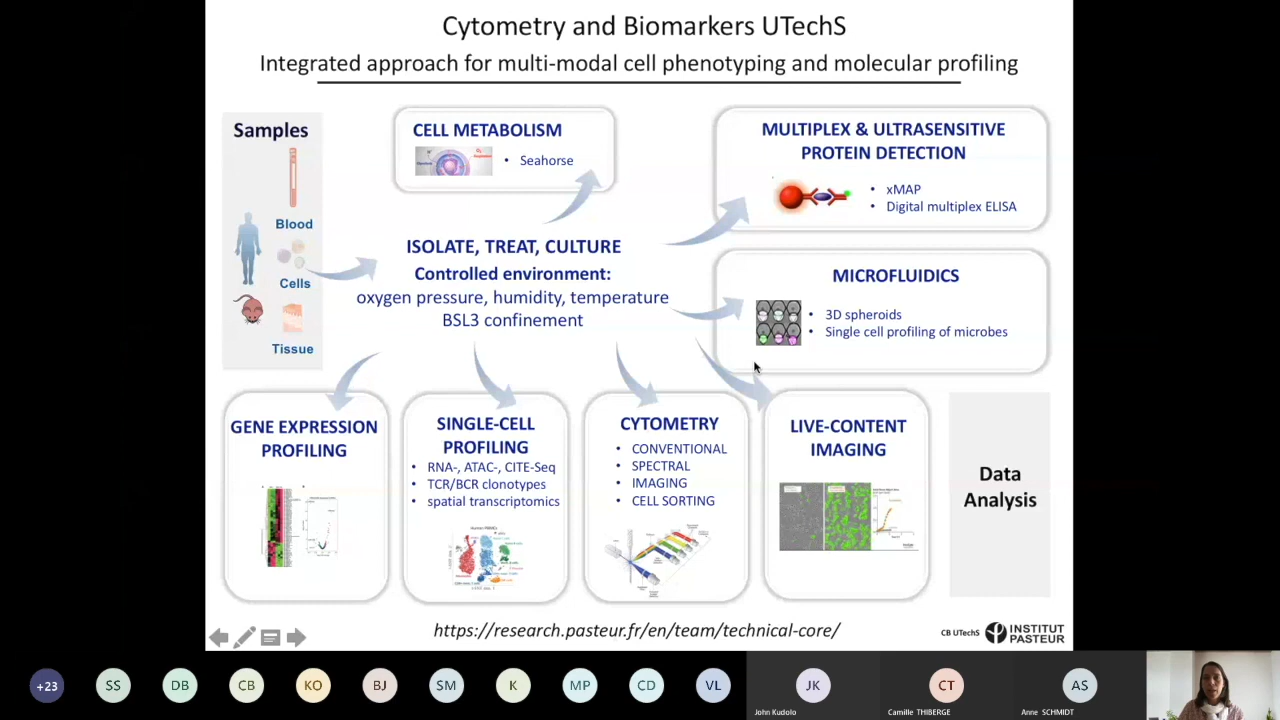 Cytometry and Biomarkers UTechS
Integrated approach for multi-modal cell phenotyping and molecular profiling
Samples
Blood
Cells
Tissue
CELL METABOLISM
• Seahorse
MULTIPLEX & ULTRASENSITIVE
PROTEIN DETECTION
• xMAP
• Digital multiplex ELISA
ISOLATE, TREAT, CULTURE
Controlled environment:
oxygen pressure, humidity, temperature
BSL3 confinement
MICROFLUIDICS
• 3D spheroids
• Single cell profiling of microbes
GENE EXPRESSION
PROFILING
SINGLE-CELL
PROFILING
• RNA-, ATAC-, CITE-Seq
• TCR/BCR clonotypes
• spatial transcriptomics
CYTOMETRY
• CONVENTIONAL
• SPECTRAL
• IMAGING
• CELL SORTING
LIVE-CONTENT
IMAGING
Data
Analysis
https://research.pasteur.fr/en/team/technical-core/
CB UTechS
INSTITUT
PASTEUR
+23
SS
DB
CB
KO
BJ
SM
K
MP
CD
VL
JK
CT
AS
John Kudolo
Camille THIBERGE
Anne SCHMIDT